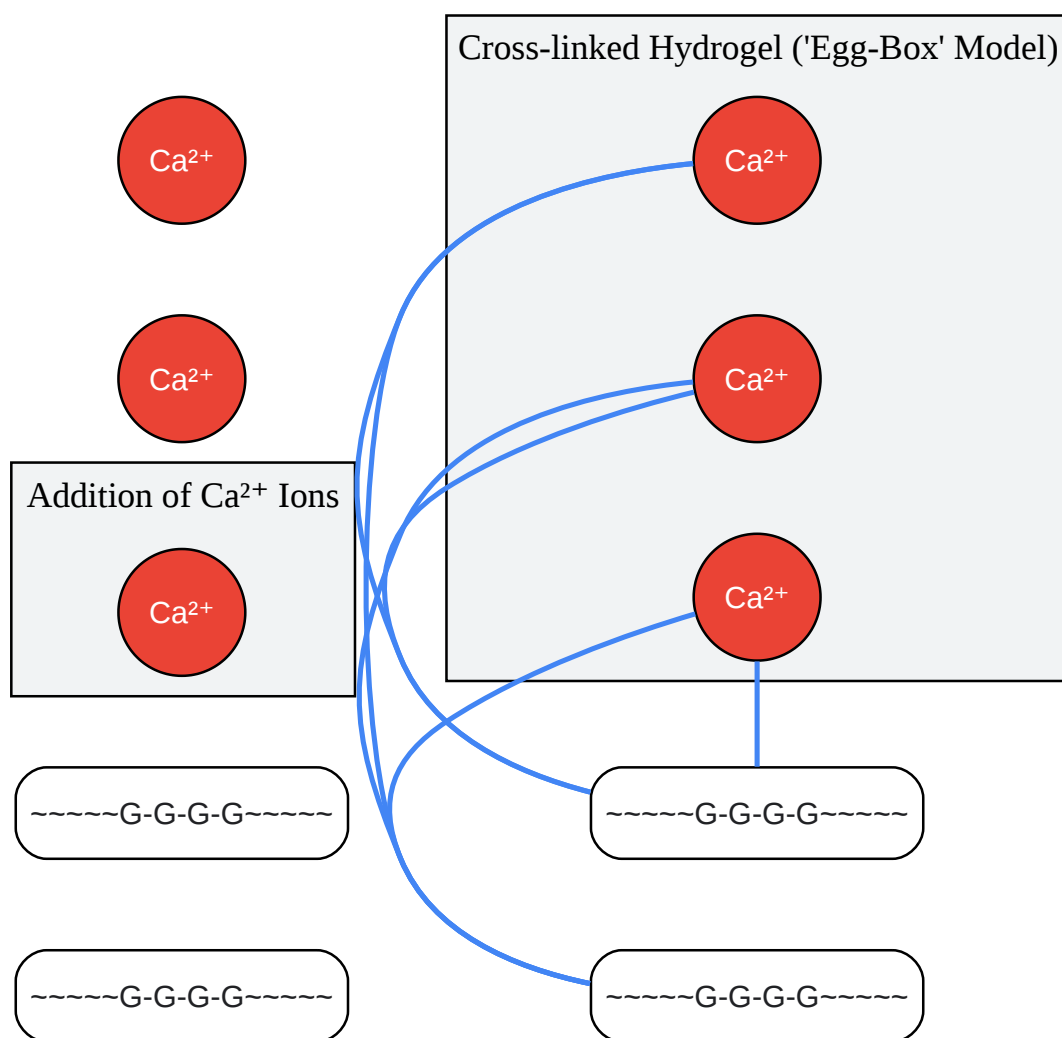 Cross-linked Hydrogel ('Egg-Box' Model)
Ca²⁺
Ca²⁺
Ca²⁺
Ca²⁺
Addition of Ca²⁺ Ions
Ca²⁺
Ca²⁺
~~~~~G-G-G-G~~~~~
~~~~~G-G-G-G~~~~~
~~~~~G-G-G-G~~~~~
~~~~~G-G-G-G~~~~~